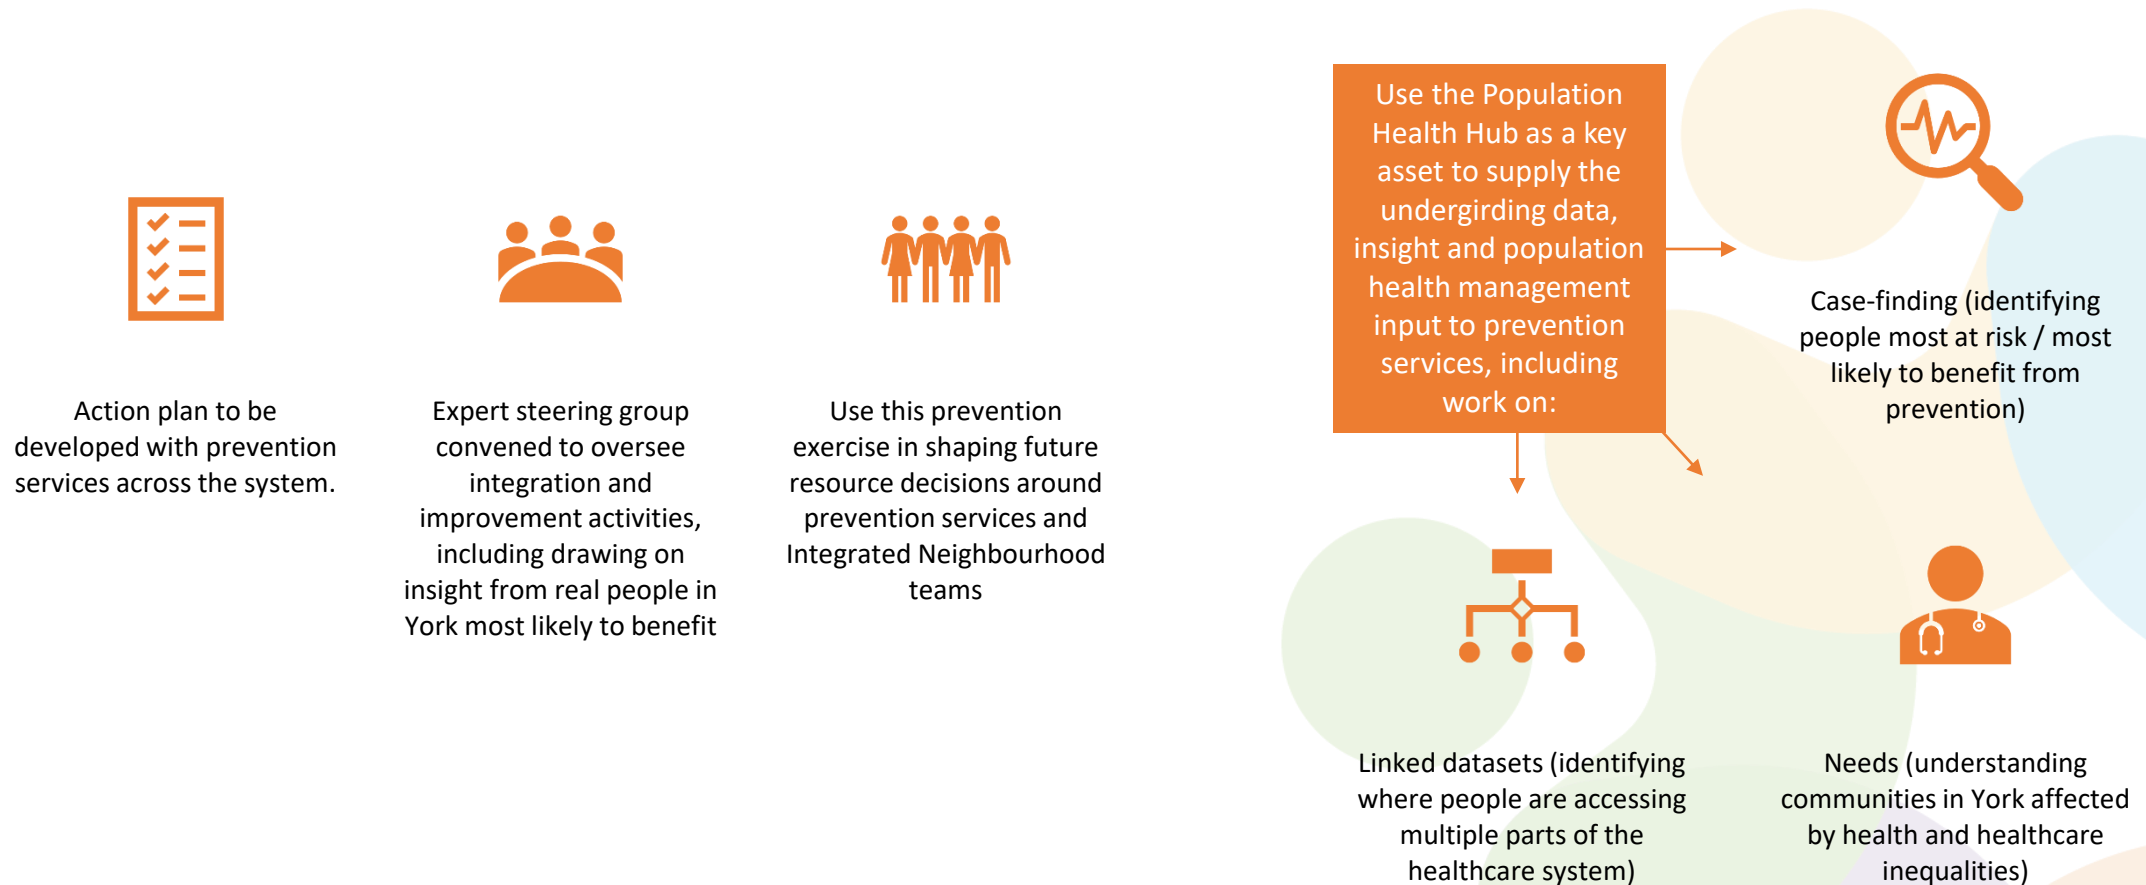 Action plan to be
developed with prevention
services across the system.
Expert steering group
convened to oversee
integration and
improvement activities,
including drawing on
insight from real people in
York most likely to benefit
Use this prevention
exercise in shaping future
resource decisions around
prevention services and
Integrated Neighbourhood
teams
Use the Population
Health Hub as a key
asset to supply the
undergirding data,
insight and population
health management
input to prevention
services, including
work on:
Case-finding (identifying
people most at risk / most
likely to benefit from
prevention)
Linked datasets (identifying
where people are accessing
multiple parts of the
healthcare system)
Needs (understanding
communities in York affected
by health and healthcare
inequalities)